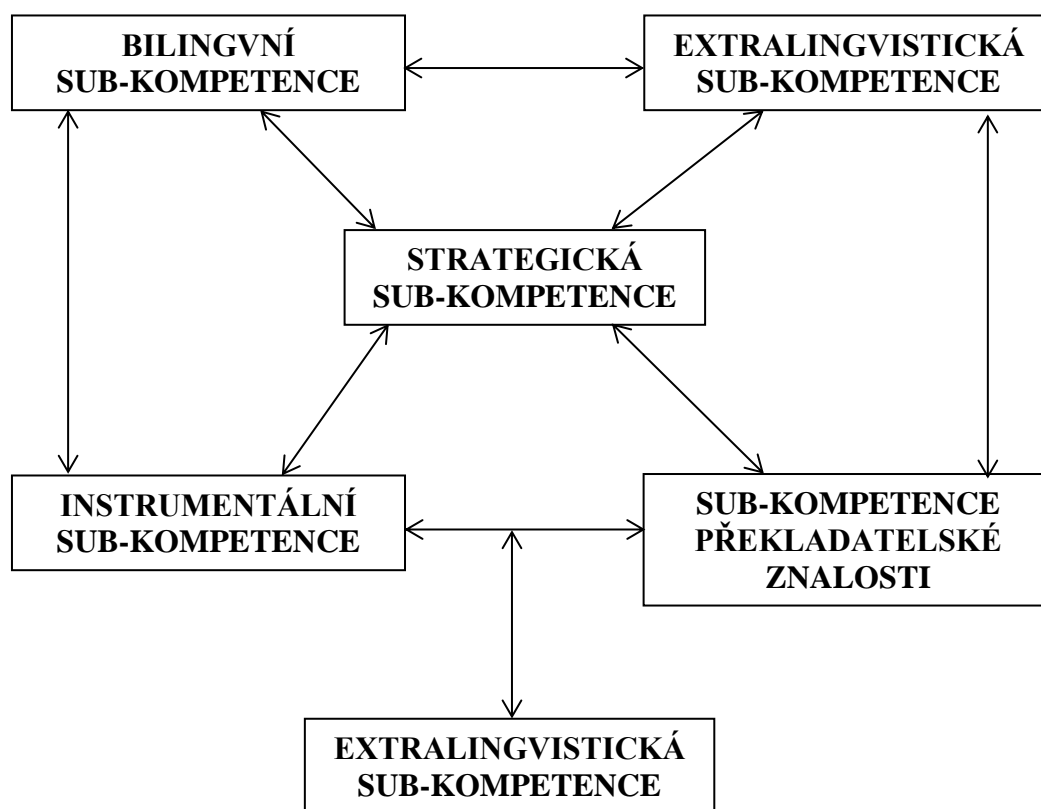 BILINGVNÍ
SUB-KOMPETENCE
EXTRALINGVISTICKÁ
SUB-KOMPETENCE
STRATEGICKÁ
SUB-KOMPETENCE
INSTRUMENTÁLNÍ
SUB-KOMPETENCE
SUB-KOMPETENCE
PŘEKLADATELSKÉ
ZNALOSTI
EXTRALINGVISTICKÁ
SUB-KOMPETENCE